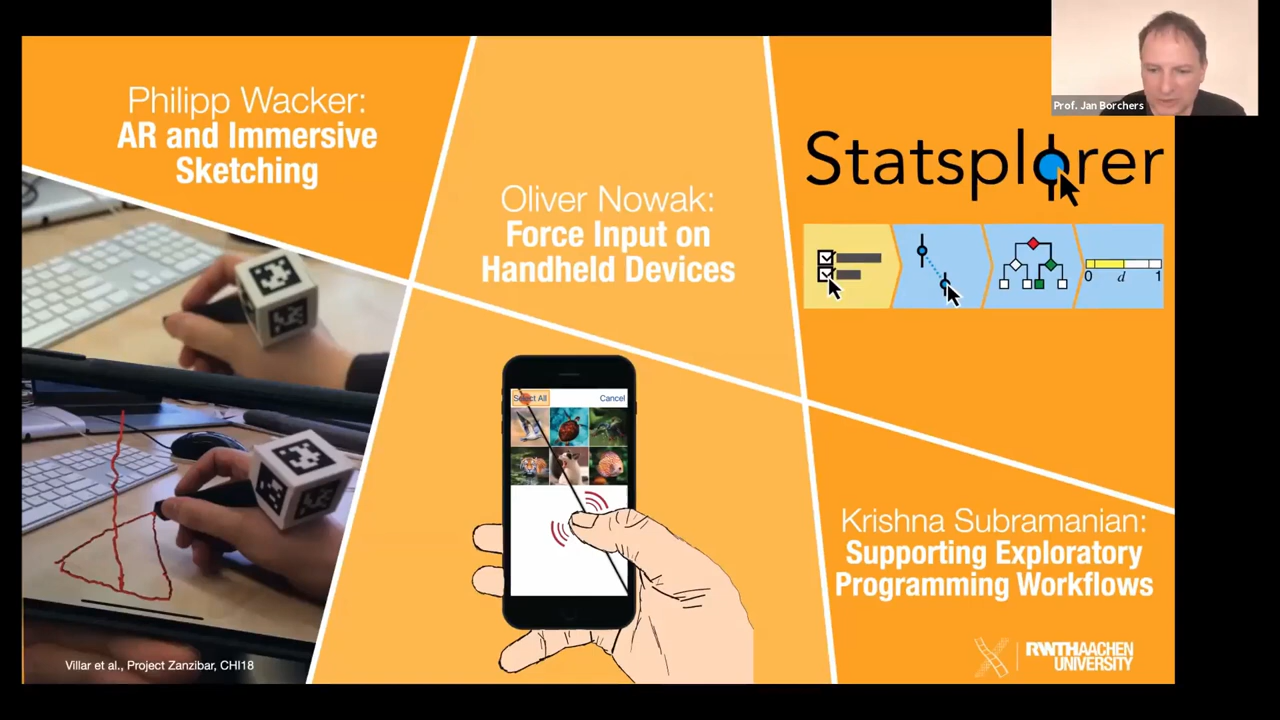 Prof. Jan Borchers
Philipp Wacker:
AR and Immersive
Sketching
Villar et al., Project Zanzibar, CHI18
Oliver Nowak:
Force Input on
Handheld Devices
Select All
Cancel
Statsplorer
0 d 1
Krishna Subramanian:
Supporting Exploratory
Programming Workflows
RWTHAACHEN
UNIVERSITY